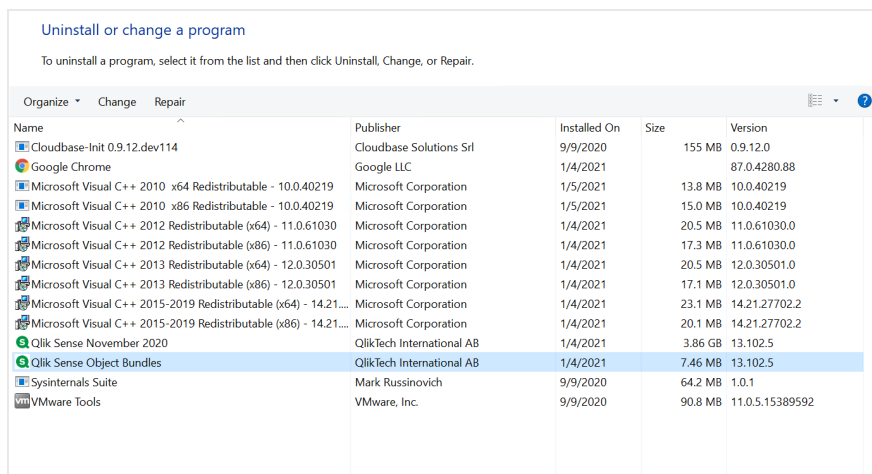 Uninstall or change a program
To uninstall a program, select it from the list and then click Uninstall, Change, or Repair.
Organize Change Repair ?
Name Publisher Installed On Size Version
Cloudbase-Init 0.9.12.dev114 Cloudbase Solutions Srl 9/9/2020 155 MB 0.9.12.0
Google Chrome Google LLC 1/4/2021 87.0.4280.88
Microsoft Visual C++ 2010 x64 Redistributable - 10.0.40219 Microsoft Corporation 1/5/2021 13.8 MB 10.0.40219
Microsoft Visual C++ 2010 x86 Redistributable - 10.0.40219 Microsoft Corporation 1/5/2021 15.0 MB 10.0.40219
Microsoft Visual C++ 2012 Redistributable (x64) - 11.0.61030 Microsoft Corporation 1/4/2021 20.5 MB 11.0.61030.0
Microsoft Visual C++ 2012 Redistributable (x86) - 11.0.61030 Microsoft Corporation 1/4/2021 17.3 MB 11.0.61030.0
Microsoft Visual C++ 2013 Redistributable (x64) - 12.0.30501 Microsoft Corporation 1/4/2021 20.5 MB 12.0.30501.0
Microsoft Visual C++ 2013 Redistributable (x86) - 12.0.30501 Microsoft Corporation 1/4/2021 17.1 MB 12.0.30501.0
Microsoft Visual C++ 2015-2019 Redistributable (x64) - 14.21.... Microsoft Corporation 1/4/2021 23.1 MB 14.21.27702.2
Microsoft Visual C++ 2015-2019 Redistributable (x86) - 14.21.... Microsoft Corporation 1/4/2021 20.1 MB 14.21.27702.2
S Qlik Sense November 2020 QlikTech International AB 1/4/2021 3.86 GB 13.102.5
S Qlik Sense Object Bundles QlikTech International AB 1/4/2021 7.46 MB 13.102.5
Sysinternals Suite Mark Russinovich 9/9/2020 64.2 MB 1.0.1
vm VMware Tools VMware, Inc. 9/9/2020 90.8 MB 11.0.5.15389592